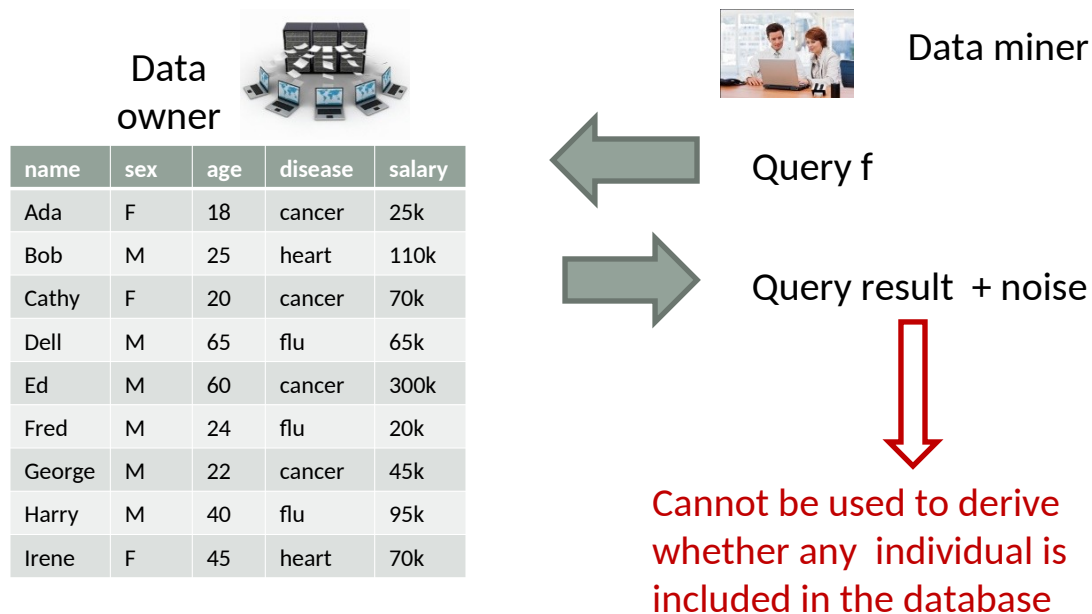 Data
owner
Data miner
name sex age disease salary
Ada F 18 cancer 25k
Bob M 25 heart 110k
Cathy F 20 cancer 70k
Dell M 65 flu 65k
Ed M 60 cancer 300k
Fred M 24 flu 20k
George M 22 cancer 45k
Harry M 40 flu 95k
Irene F 45 heart 70k
Query f
Query result + noise
Cannot be used to derive
whether any individual is
included in the database